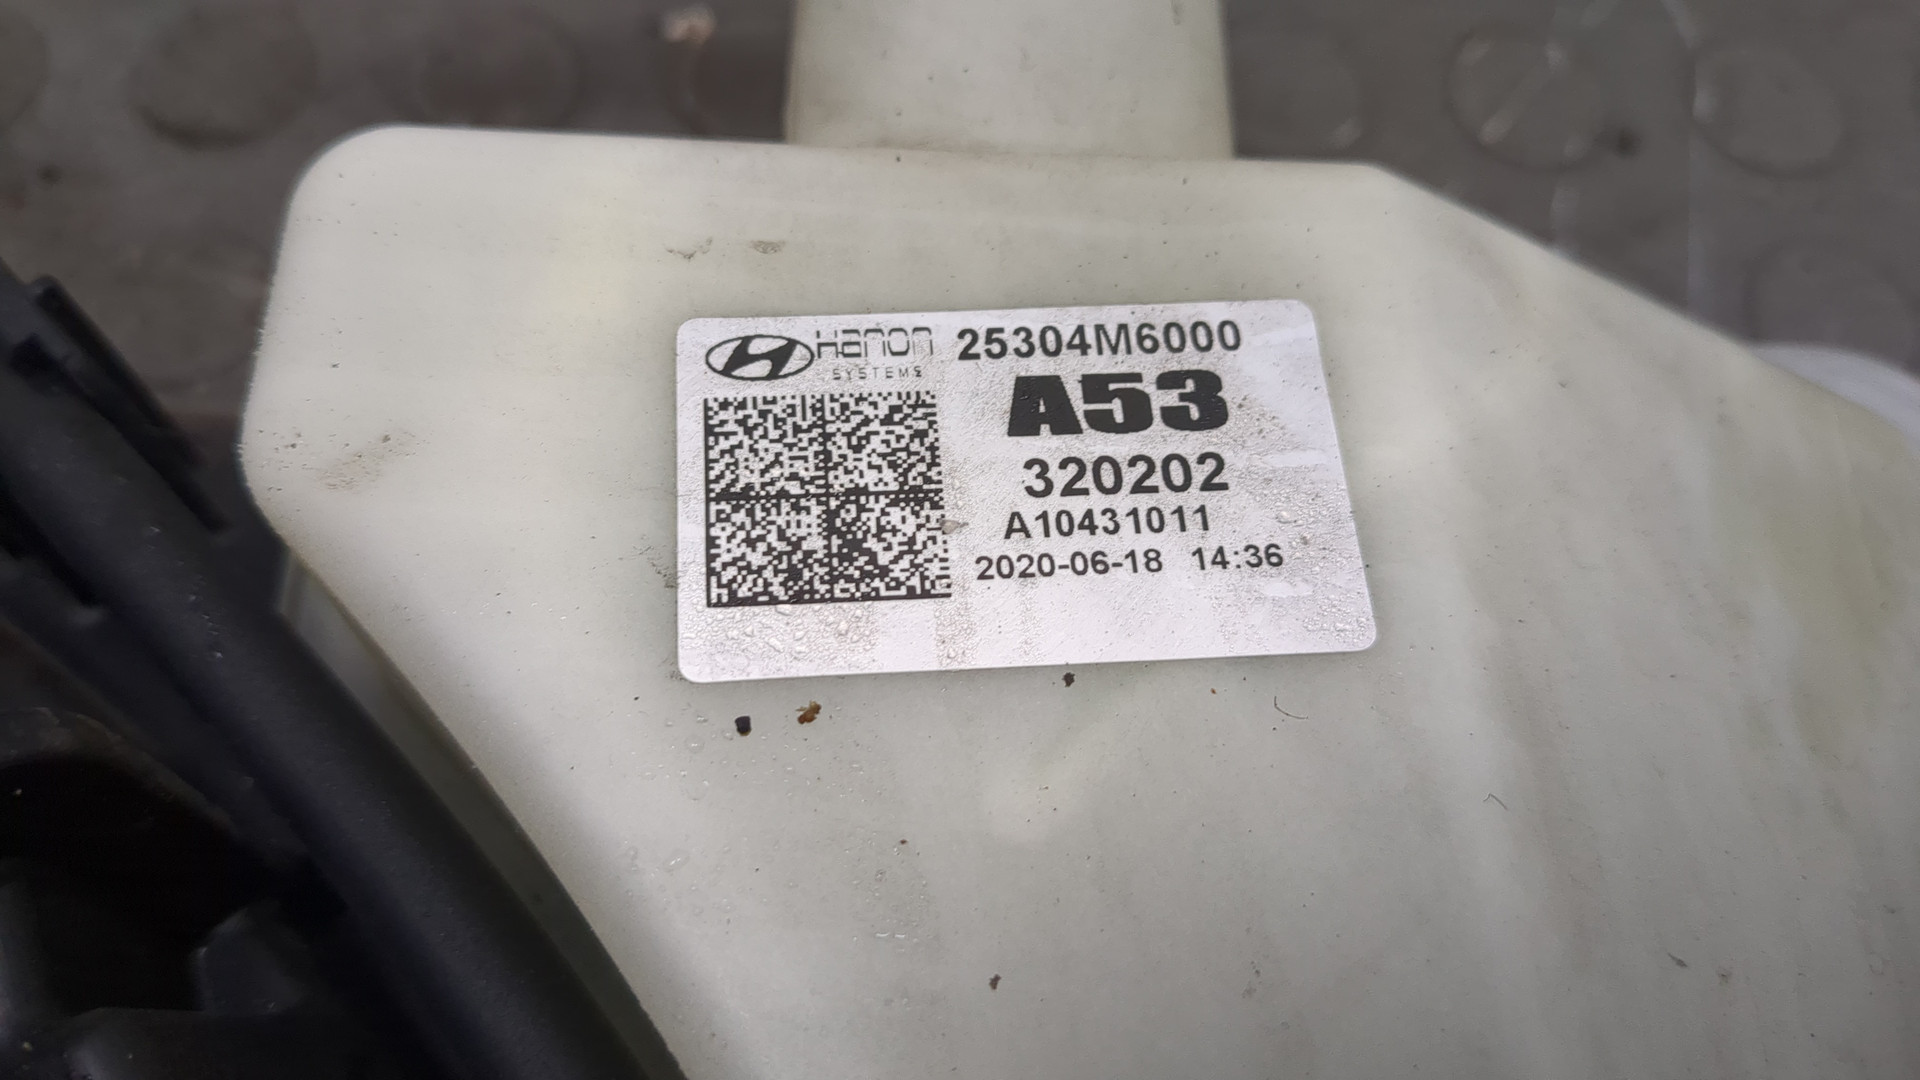 Hanon 25304M6000
SYSTEMS
A53
320202
A10431011
2020-06-18 14:36